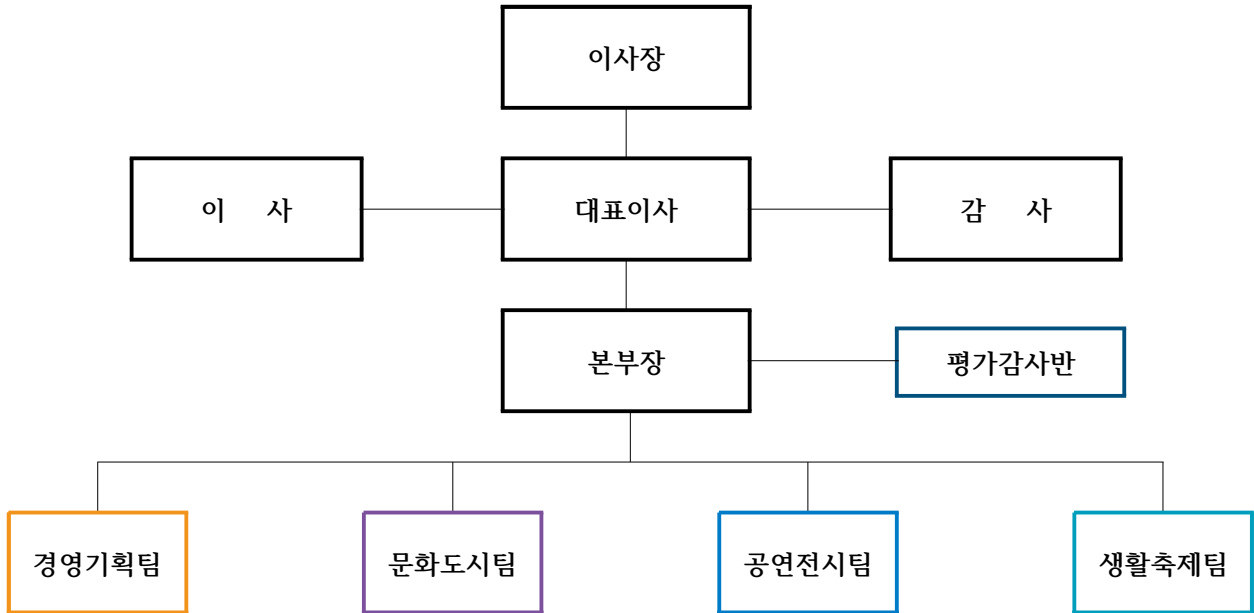 이사장
이 사
대표이사
감 사
본부장
평가감사반
경영기획팀
문화도시팀
공연전시팀
생활축제팀